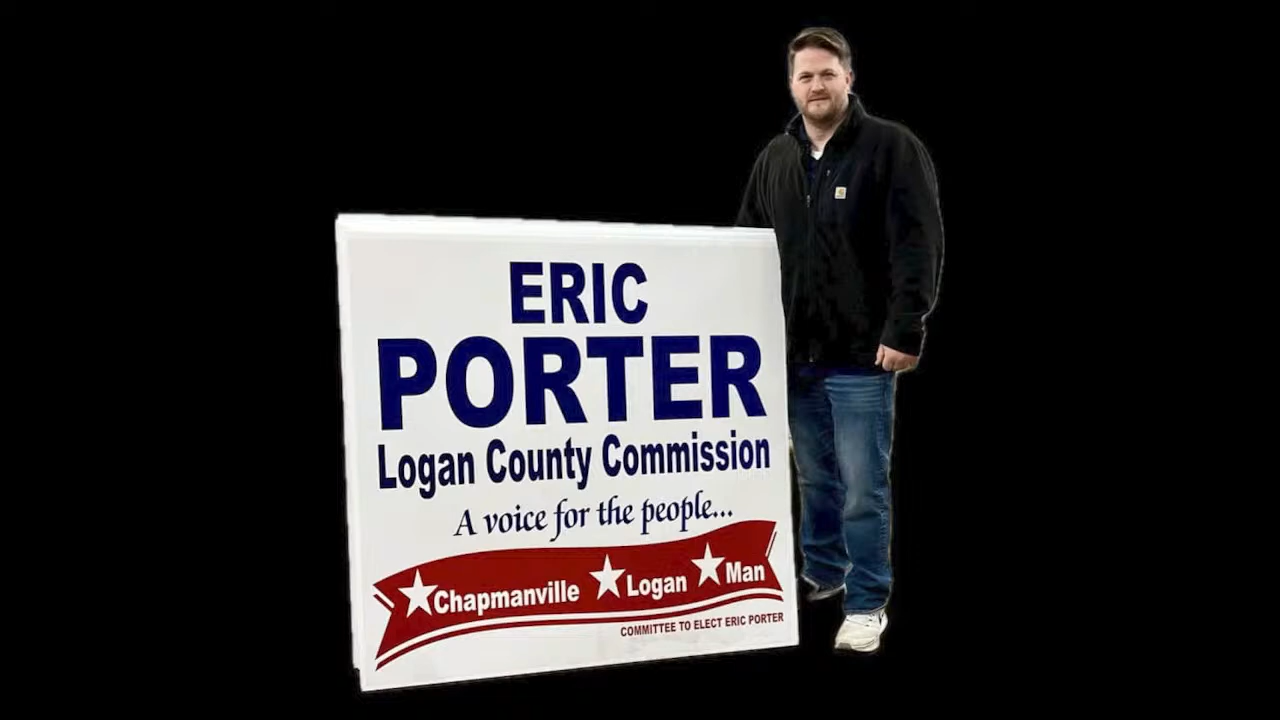 ERIC
PORTER
Logan County Commission
A voice for the people...
Chapmanville Logan Man
COMMITTEE TO ELECT ERIC PORTER